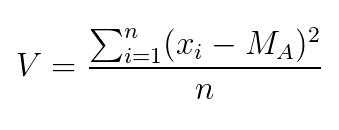 V = \frac{\sum_{i=1}^{n}(x_i - M_A)^2}{n}